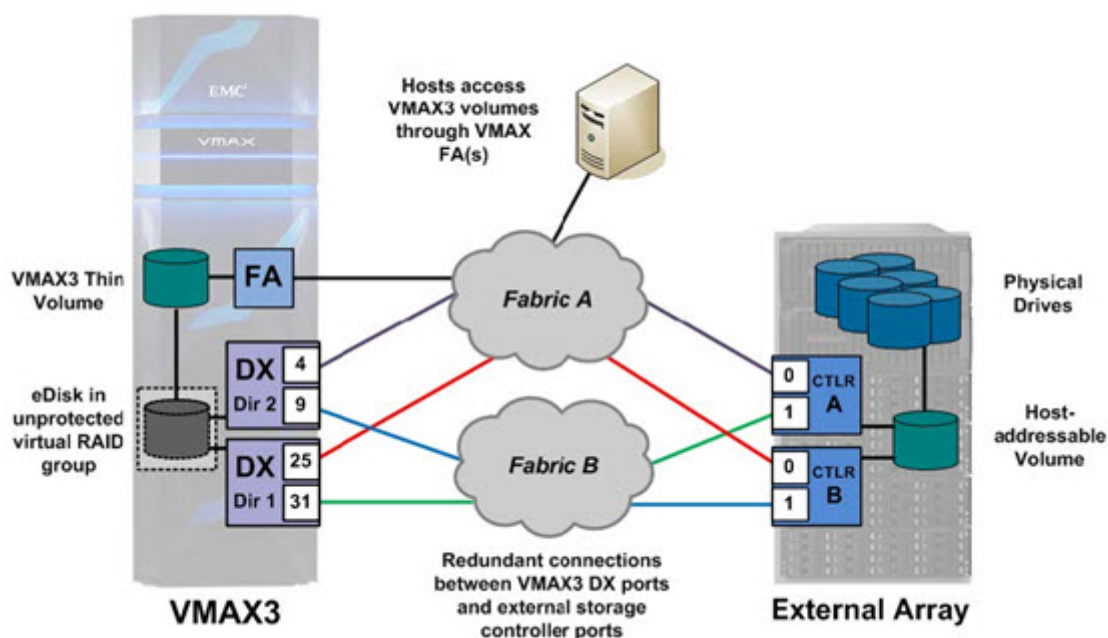 EMC²
VMAX
Hosts access
VMAX3 volumes
through VMAX
FA(s)
VMAX3 Thin
Volume
FA
Fabric A
Physical
Drives
DX
Dir 2
4
9
eDisk in
unprotected
virtual RAID
group
DX
Dir 1
25
31
Fabric B
0
1
CTLR
A
0
1
CTLR
B
Host-
addressable
Volume
Redundant connections
between VMAX3 DX ports
and external storage
controller ports
VMAX3
External Array